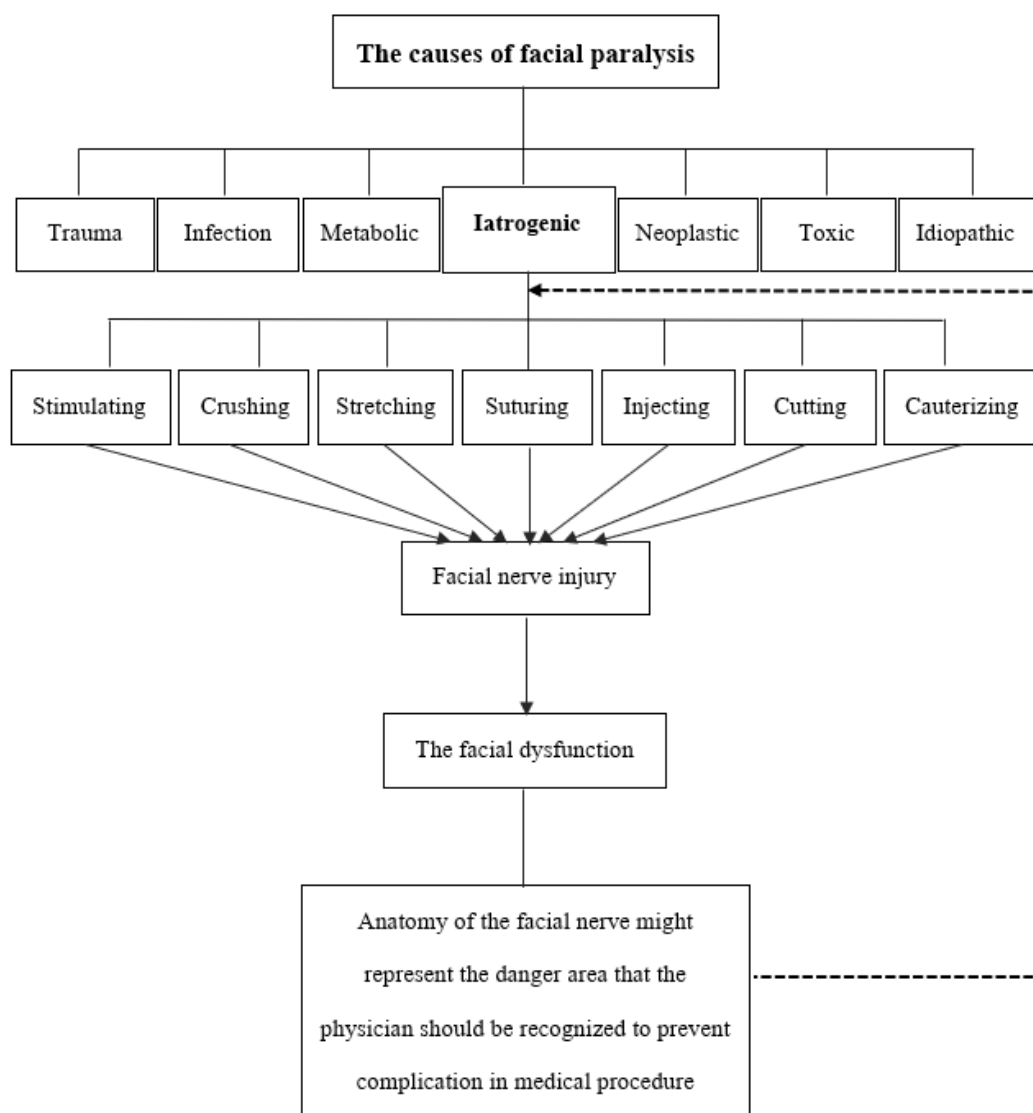 The causes of facial paralysis
Trauma
Infection
Metabolic
Iatrogenic
Neoplastic
Toxic
Idiopathic
Stimulating
Crushing
Stretching
Suturing
Injecting
Cutting
Cauterizing
Facial nerve injury
The facial dysfunction
Anatomy of the facial nerve might
represent the danger area that the
physician should be recognized to prevent
complication in medical procedure